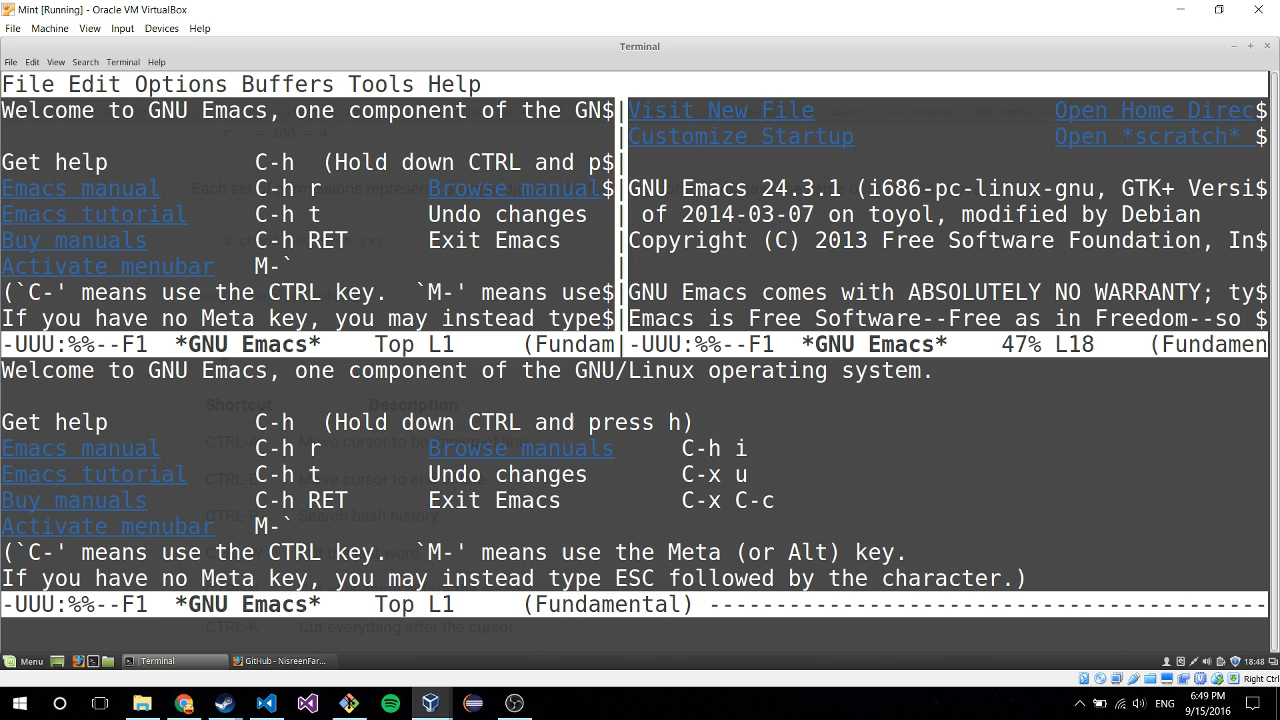 Mint [Running] - Oracle VM VirtualBox
File Machine View Input Devices Help
Terminal
File Edit View Search Terminal Help
File Edit Options Buffers Tools Help
Welcome to GNU Emacs, one component of the GN$|Visit New File Open Home Direc$
|Customize Startup Open *scratch* $
Get help C-h (Hold down CTRL and p$|
Emacs manual C-h r Browse manual$|GNU Emacs 24.3.1 (i686-pc-linux-gnu, GTK+ Versi$
Emacs tutorial C-h t Undo changes | of 2014-03-07 on toyol, modified by Debian
Buy manuals C-h RET Exit Emacs |Copyright (C) 2013 Free Software Foundation, In$
Activate menubar M-` |
(`C-' means use the CTRL key. `M-' means use$|GNU Emacs comes with ABSOLUTELY NO WARRANTY; ty$
If you have no Meta key, you may instead type$|Emacs is Free Software--Free as in Freedom--so $
-UUU:%%--F1 *GNU Emacs* Top L1 (Fundam|-UUU:%%--F1 *GNU Emacs* 47% L18 (Fundamen
Welcome to GNU Emacs, one component of the GNU/Linux operating system.
Shortcut Description
Get help C-h (Hold down CTRL and press h)
Emacs manual C-h r Browse manuals C-h i
Emacs tutorial C-h t Undo changes C-x u
Buy manuals C-h RET Exit Emacs C-x C-c
Search bash history
Activate menubar M-`
(`C-' means use the CTRL key. `M-' means use the Meta (or Alt) key.
If you have no Meta key, you may instead type ESC followed by the character.)
-UUU:%%--F1 *GNU Emacs* Top L1 (Fundamental) ------------------------------------------
CTRL-K Cut everything after the cursor
Menu Terminal GitHub - NisreenFar... 18:48
Right Ctrl
ENG 6:49 PM
9/15/2016